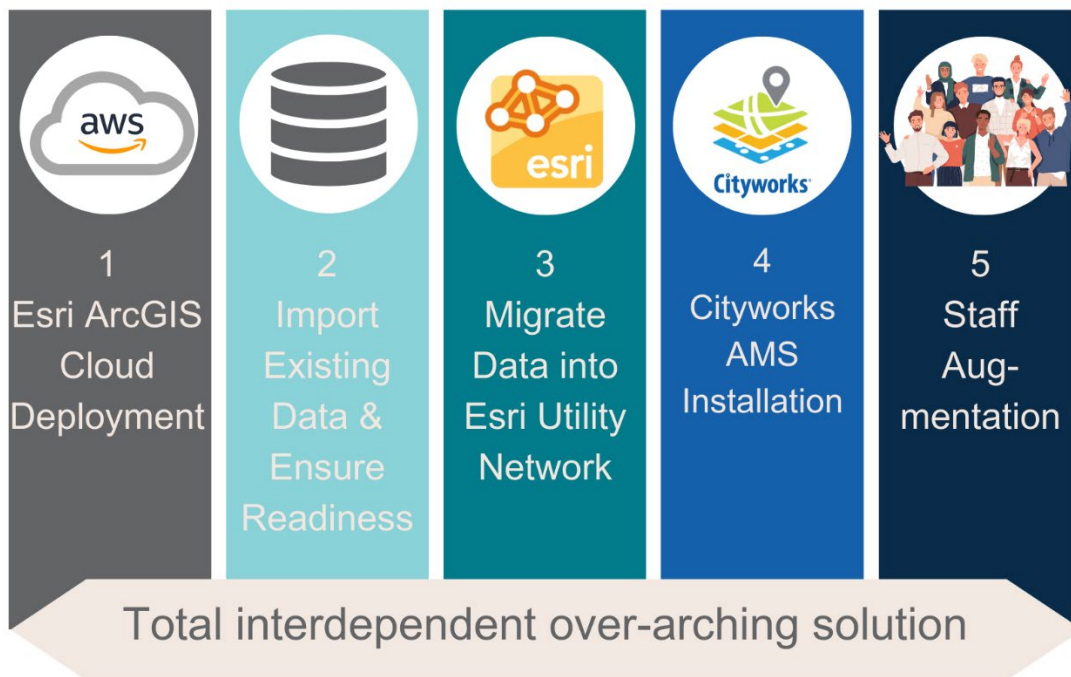 aws
esri
Cityworks
1
Esri ArcGIS
Cloud
Deployment
2
Import
Existing
Data &
Ensure
Readiness
3
Migrate
Data into
Esri Utility
Network
4
Cityworks
AMS
Installation
5
Staff
Aug-
mentation
Total interdependent over-arching solution